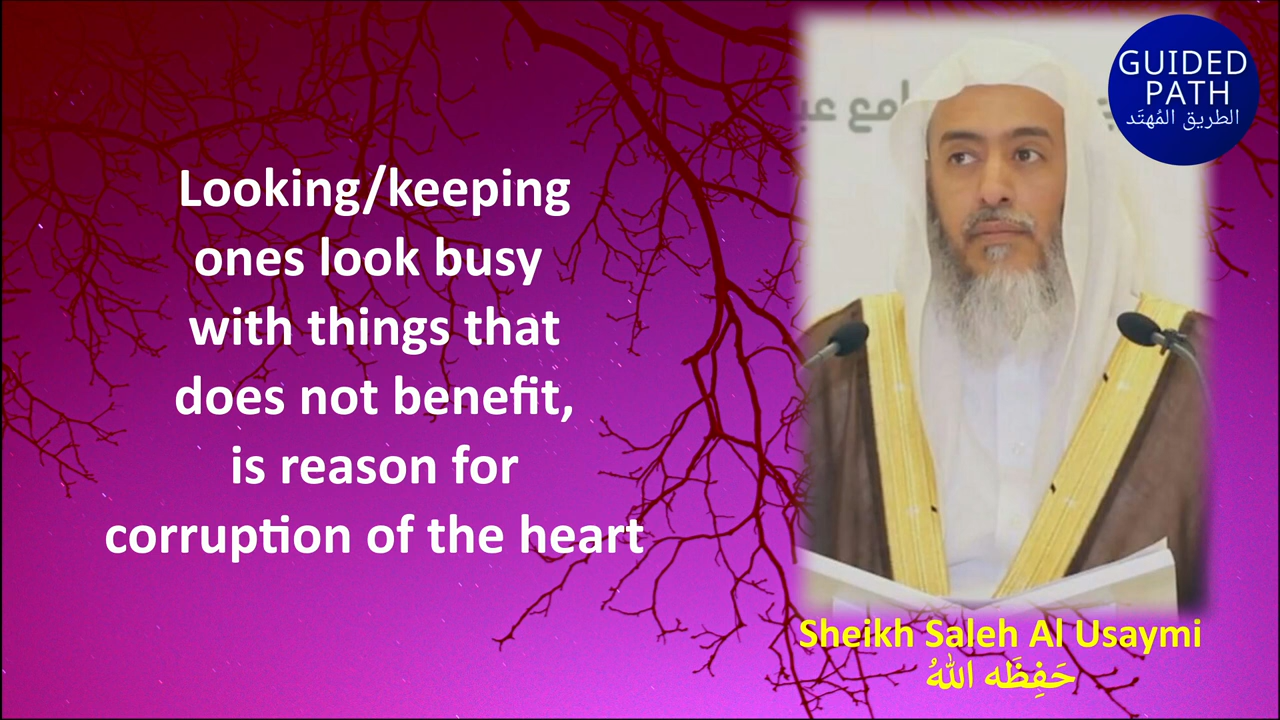 Looking/keeping
ones look busy
with things that
does not benefit,
is reason for
corruption of the heart
GUIDED
PATH
الطريق المُهتَد
Sheikh Saleh Al Usaymi
حَفِظَه اللهُ